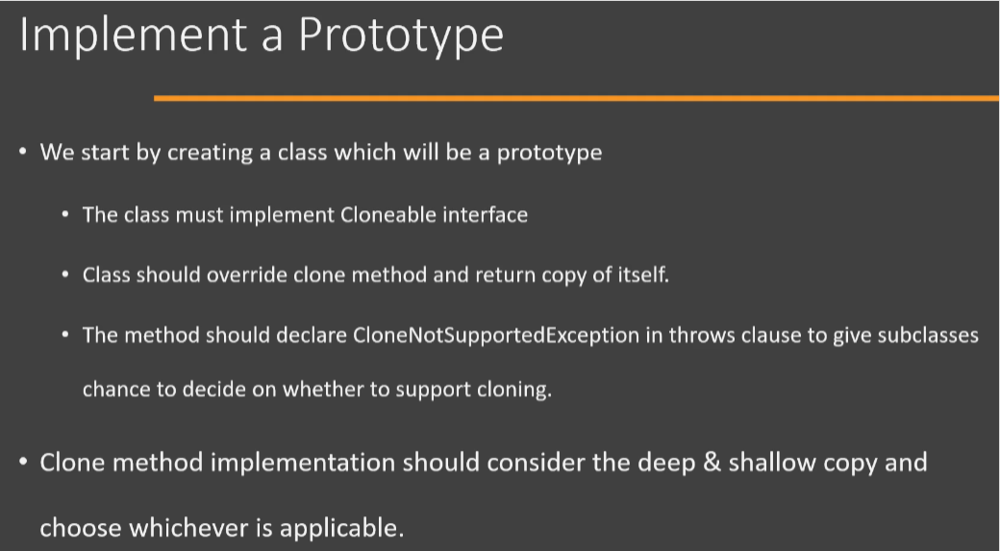 Implement a Prototype
• We start by creating a class which will be a prototype
• The class must implement Cloneable interface
• Class should override clone method and return copy of itself.
• The method should declare CloneNotSupportedException in throws clause to give subclasses
chance to decide on whether to support cloning.
• Clone method implementation should consider the deep & shallow copy and
choose whichever is applicable.